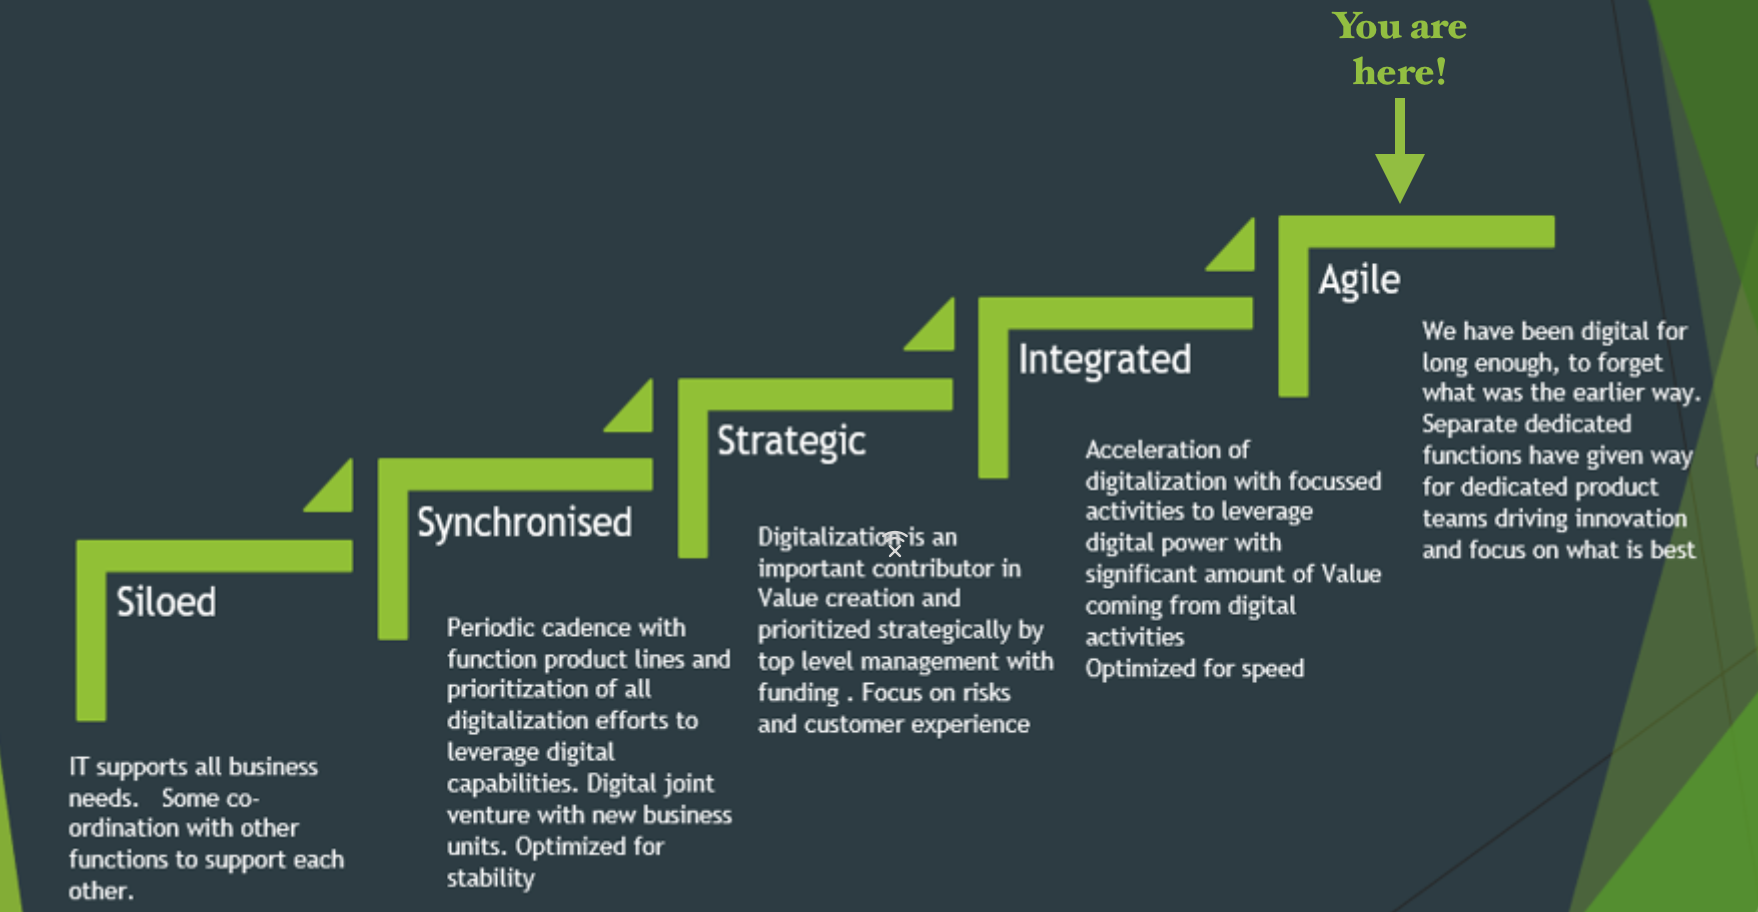 You are
here!
Agile
We have been digital for
long enough, to forget
what was the earlier way.
Separate dedicated
functions have given way
for dedicated product
teams driving innovation
and focus on what is best
Integrated
Acceleration of
digitalization with focussed
activities to leverage
digital power with
significant amount of Value
coming from digital
activities
Optimized for speed
Strategic
Digitalization is an
important contributor in
Value creation and
prioritized strategically by
top level management with
funding . Focus on risks
and customer experience
Synchronised
Periodic cadence with
function product lines and
prioritization of all
digitalization efforts to
leverage digital
capabilities. Digital joint
venture with new business
units. Optimized for
stability
Siloed
IT supports all business
needs.   Some co-
ordination with other
functions to support each
other.